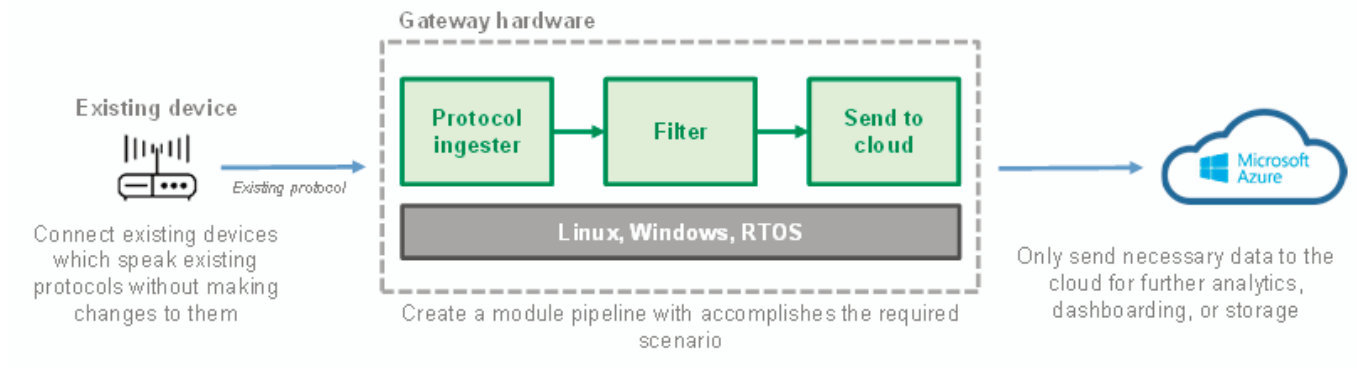 Gateway hardware
Existing device
Protocol
ingester
Filter
Send to
cloud
Existing protocol
Microsoft
Azure
Linux, Windows, RTOS
Connect existing devices
which speak existing
protocols without making
changes to them
Create a module pipeline with accomplishes the required
scenario
Only send necessary data to the
cloud for further analytics,
dashboarding, or storage